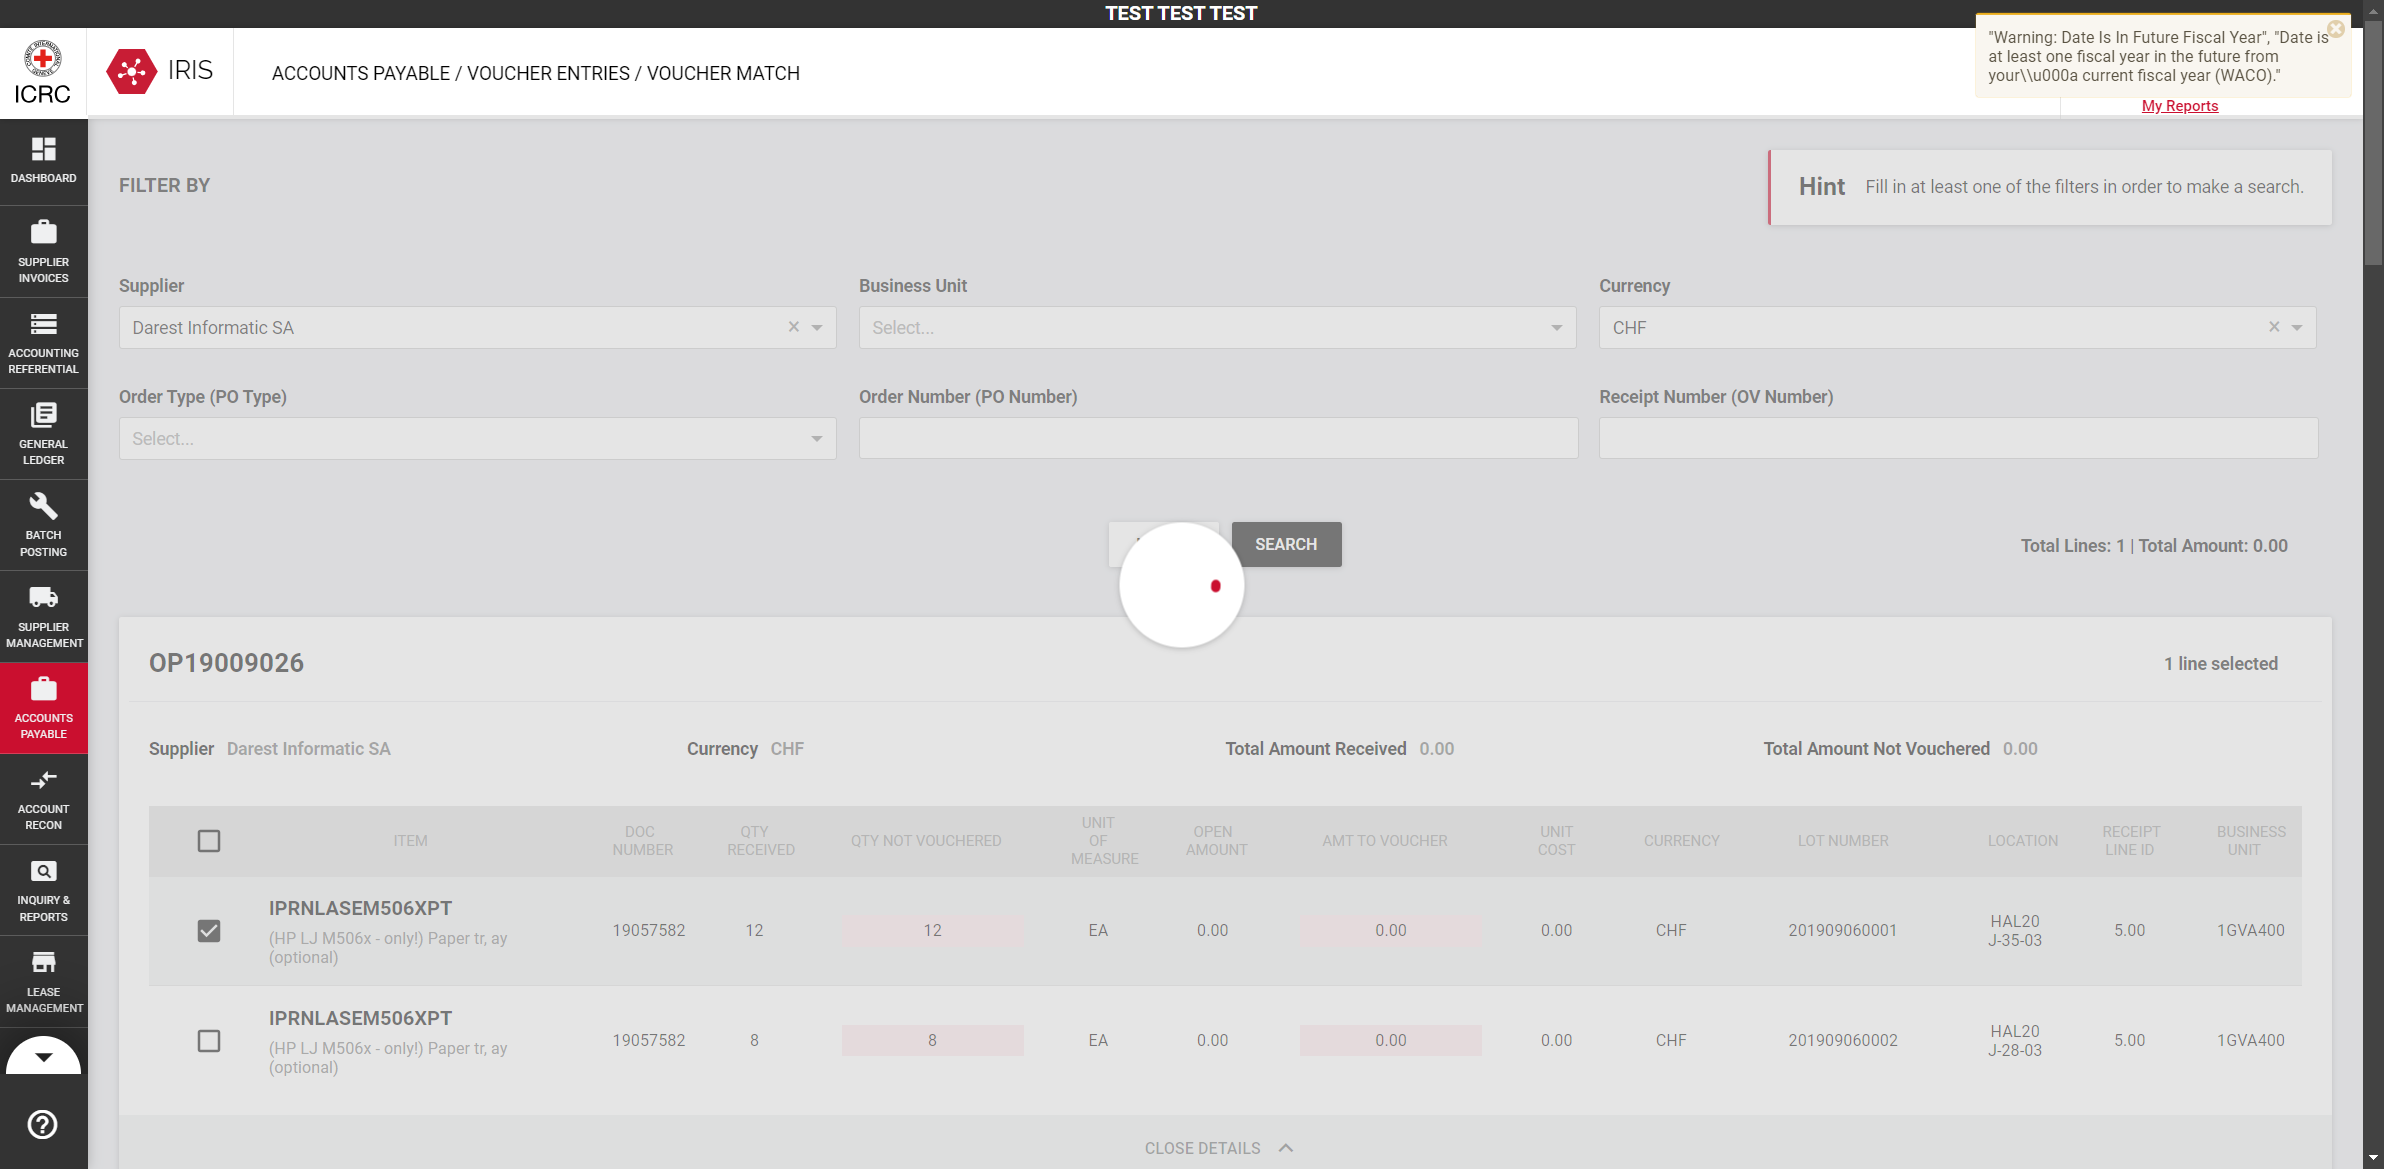 TEST TEST TEST
"Warning: Date Is In Future Fiscal Year", "Date is
at least one fiscal year in the future from
your\\u000a current fiscal year (WACO)."
ICRC
IRIS
ACCOUNTS PAYABLE / VOUCHER ENTRIES / VOUCHER MATCH
My Reports
DASHBOARD
SUPPLIER
INVOICES
ACCOUNTING
REFERENTIAL
GENERAL
LEDGER
BATCH
POSTING
SUPPLIER
MANAGEMENT
ACCOUNTS
PAYABLE
ACCOUNT
RECON
INQUIRY &
REPORTS
LEASE
MANAGEMENT
FILTER BY
Hint Fill in at least one of the filters in order to make a search.
Supplier
Darest Informatic SA
Business Unit
Select...
Currency
CHF
Order Type (PO Type)
Select...
Order Number (PO Number)
Receipt Number (OV Number)
SEARCH
Total Lines: 1 | Total Amount: 0.00
OP19009026
1 line selected
Supplier Darest Informatic SA
Currency CHF
Total Amount Received 0.00
Total Amount Not Vouchered 0.00
ITEM
DOC
NUMBER
QTY
RECEIVED
QTY NOT VOUCHERED
UNIT
OF
MEASURE
OPEN
AMOUNT
AMT TO VOUCHER
UNIT
COST
CURRENCY
LOT NUMBER
LOCATION
RECEIPT
LINE ID
BUSINESS
UNIT
IPRNLASEM506XPT
(HP LJ M506x - only!) Paper tr, ay
(optional)
19057582
12
12
EA
0.00
0.00
0.00
CHF
201909060001
HAL20
J-35-03
5.00
1GVA400
IPRNLASEM506XPT
(HP LJ M506x - only!) Paper tr, ay
(optional)
19057582
8
8
EA
0.00
0.00
0.00
CHF
201909060002
HAL20
J-28-03
5.00
1GVA400
CLOSE DETAILS